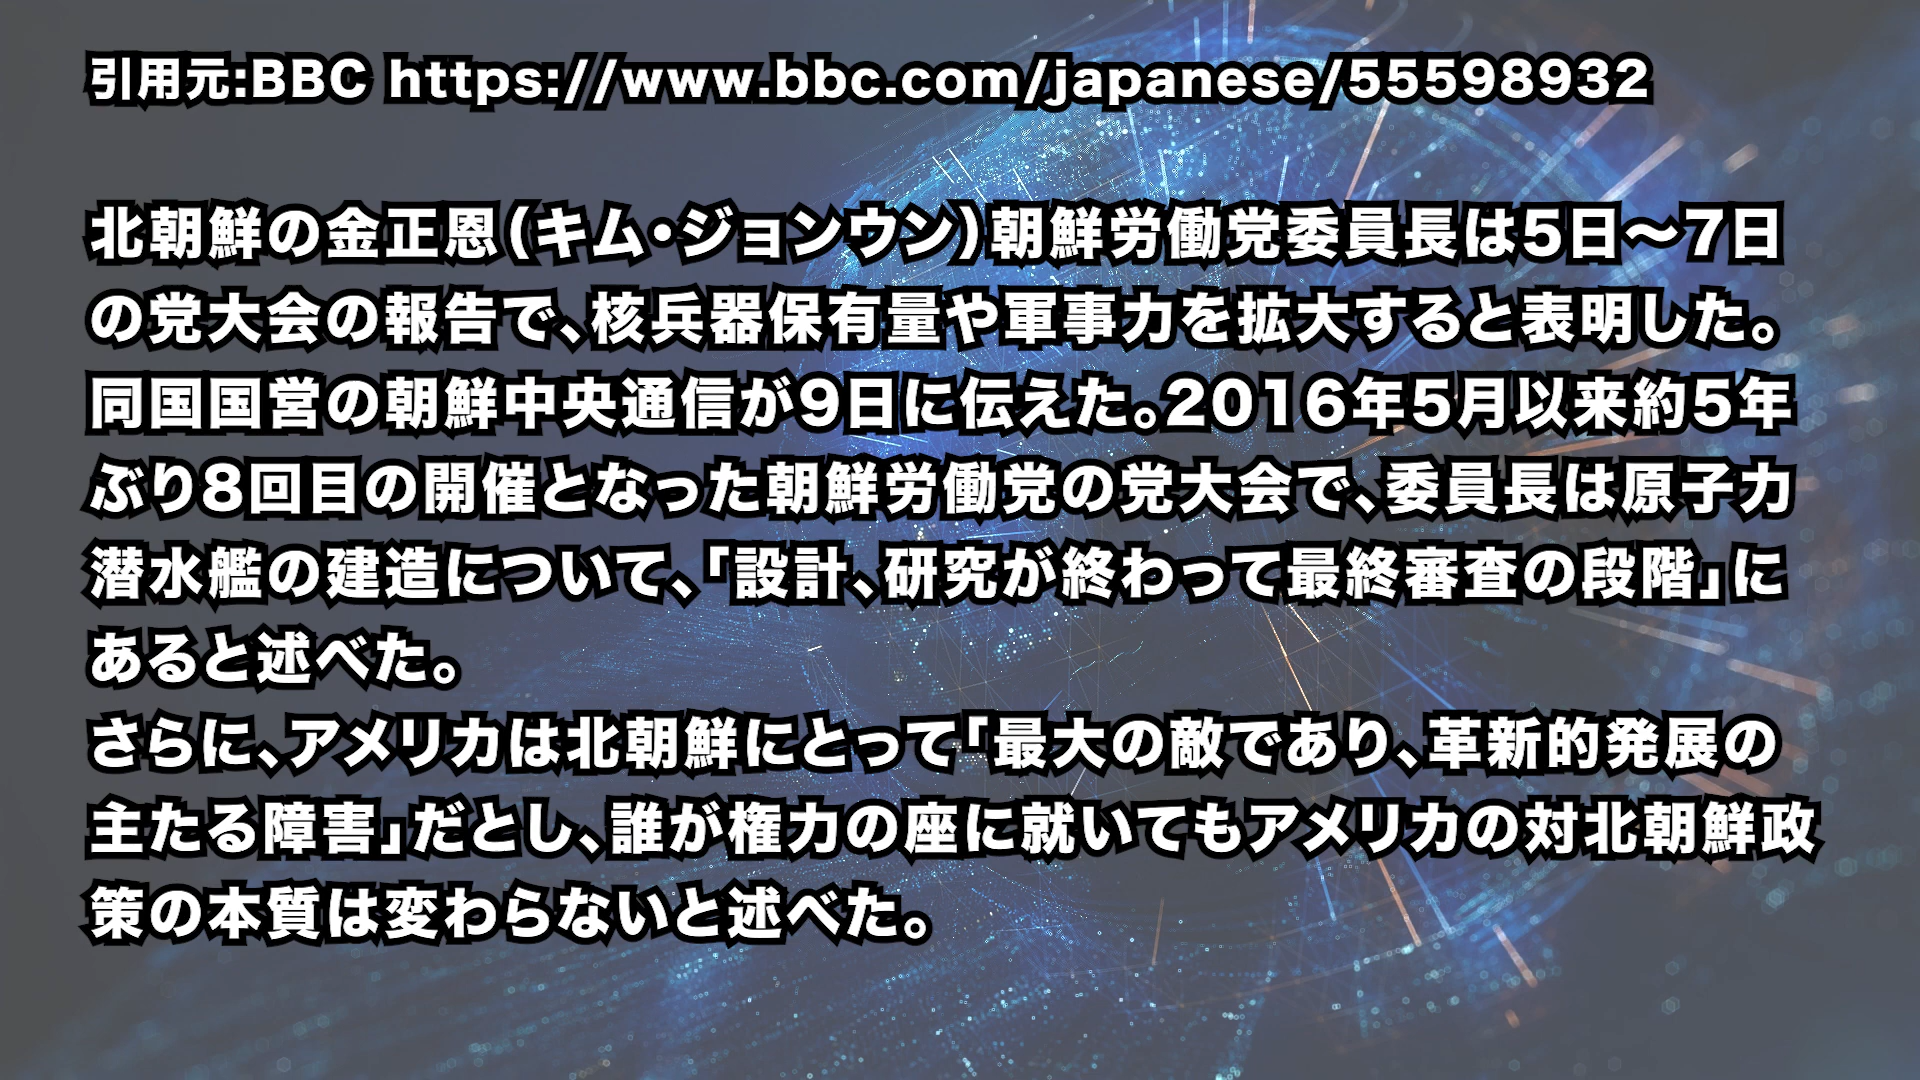 引用元:BBC https://www.bbc.com/japanese/55598932
北朝鮮の金正恩(キム・ジョンウン)朝鮮労働党委員長は5日〜7日
の党大会の報告で、核兵器保有量や軍事力を拡大すると表明した。
同国国営の朝鮮中央通信が9日に伝えた。2016年5月以来約5年
ぶり8回目の開催となった朝鮮労働党の党大会で、委員長は原子力
潜水艦の建造について、「設計、研究が終わって最終審査の段階」に
あると述べた。
さらに、アメリカは北朝鮮にとって「最大の敵であり、革新的発展の
主たる障害」だとし、誰が権力の座に就いてもアメリカの対北朝鮮政
策の本質は変わらないと述べた。